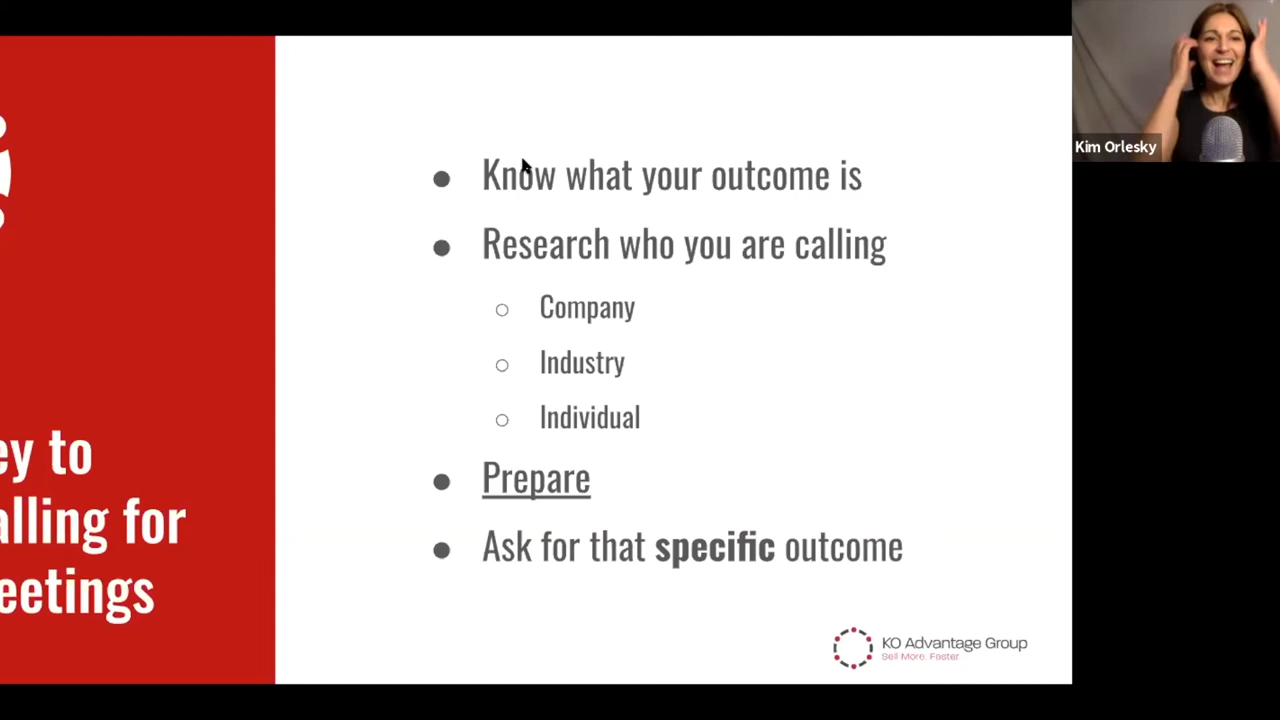 Know what your outcome is
Research who you are calling
Company
Industry
Individual
Prepare
Ask for that specific outcome
ey to
alling for
eetings
KO Advantage Group
Sell More. Faster.
Kim Orlesky